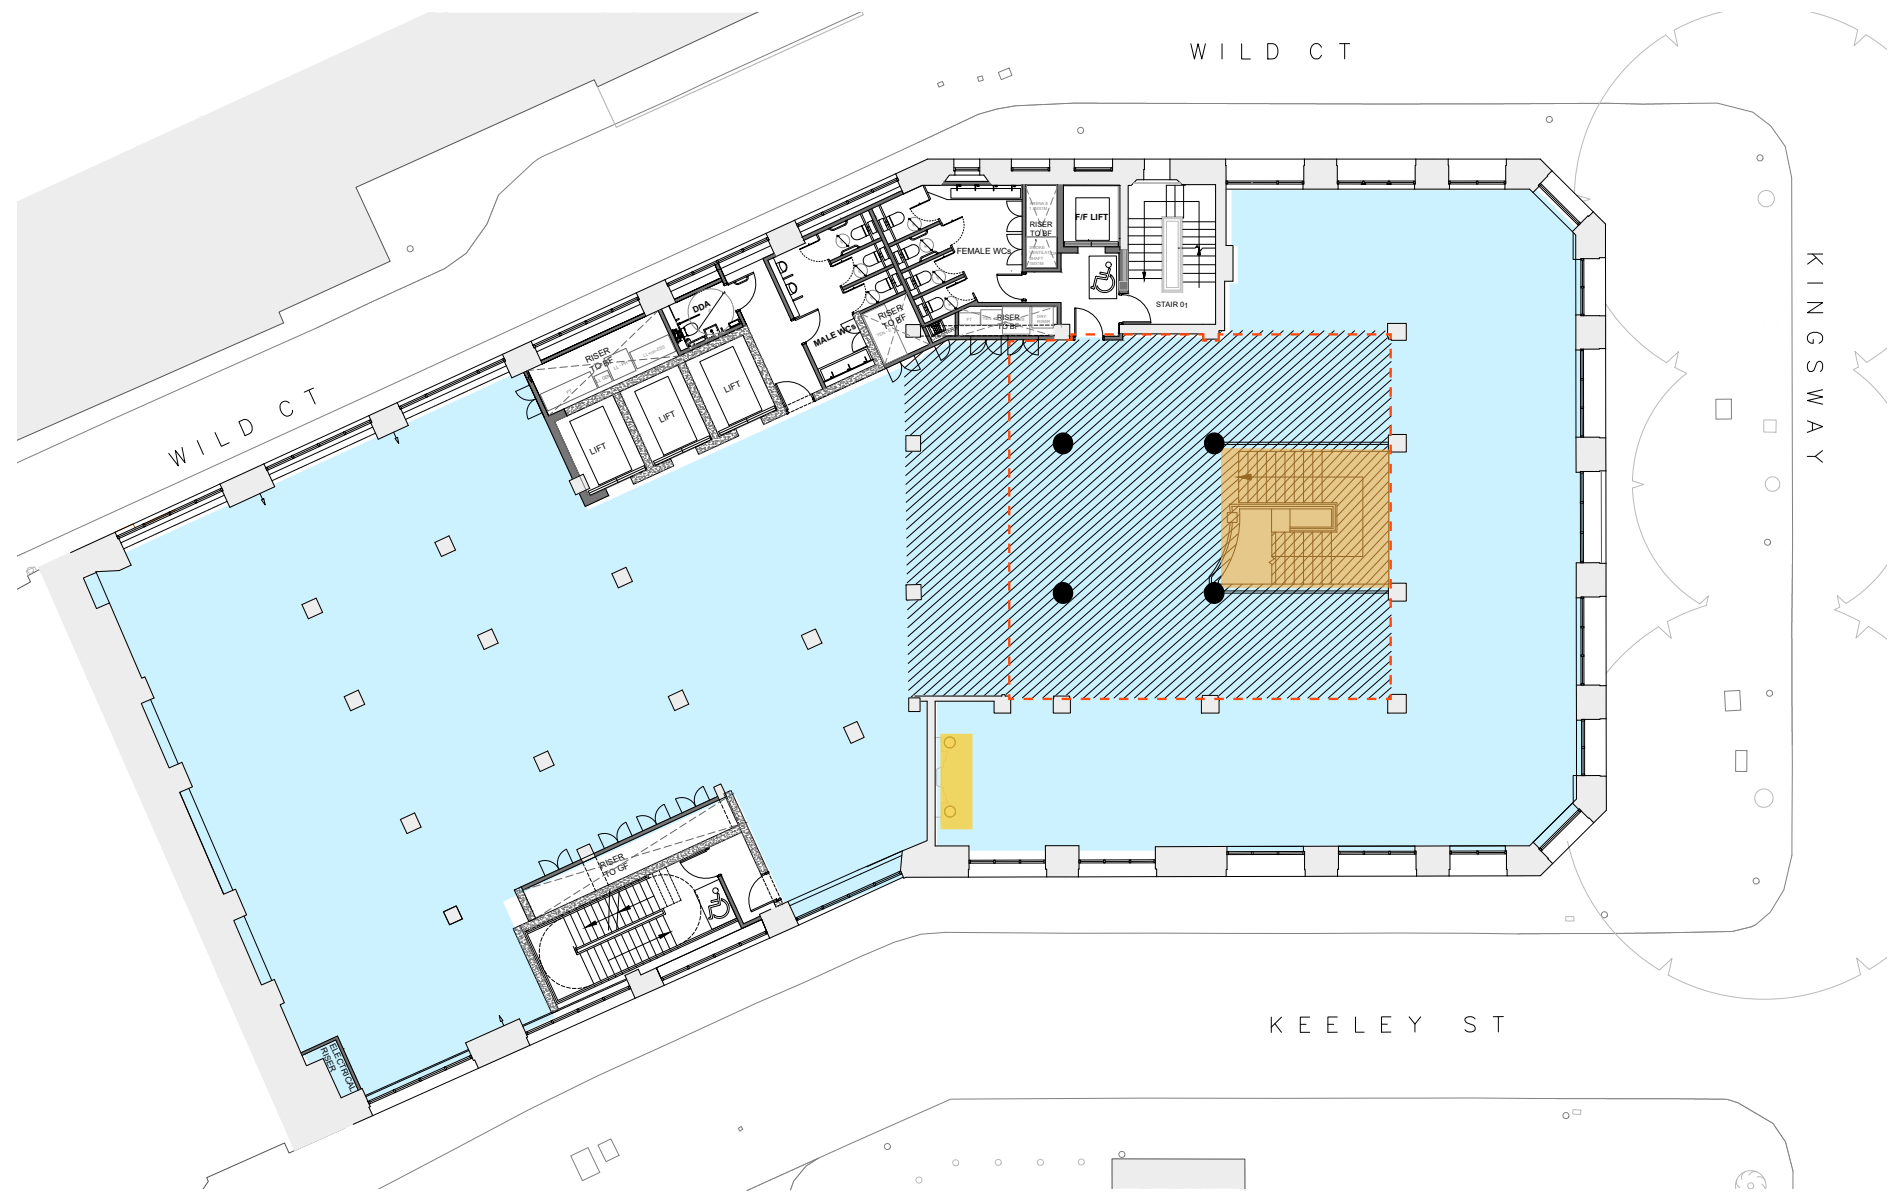 WILD CT
KINGSWAY
WILD CT
KEELEY ST
RISER
TO BF
F/F LIFT
FEMALE WCs
STAIR 01
RISER
TO BF
RISER
TO BF
DDA
MALE WCs
RISER
TO BF
LIFT
LIFT
LIFT
RISER
TO GF
ELECTRICAL
RISER